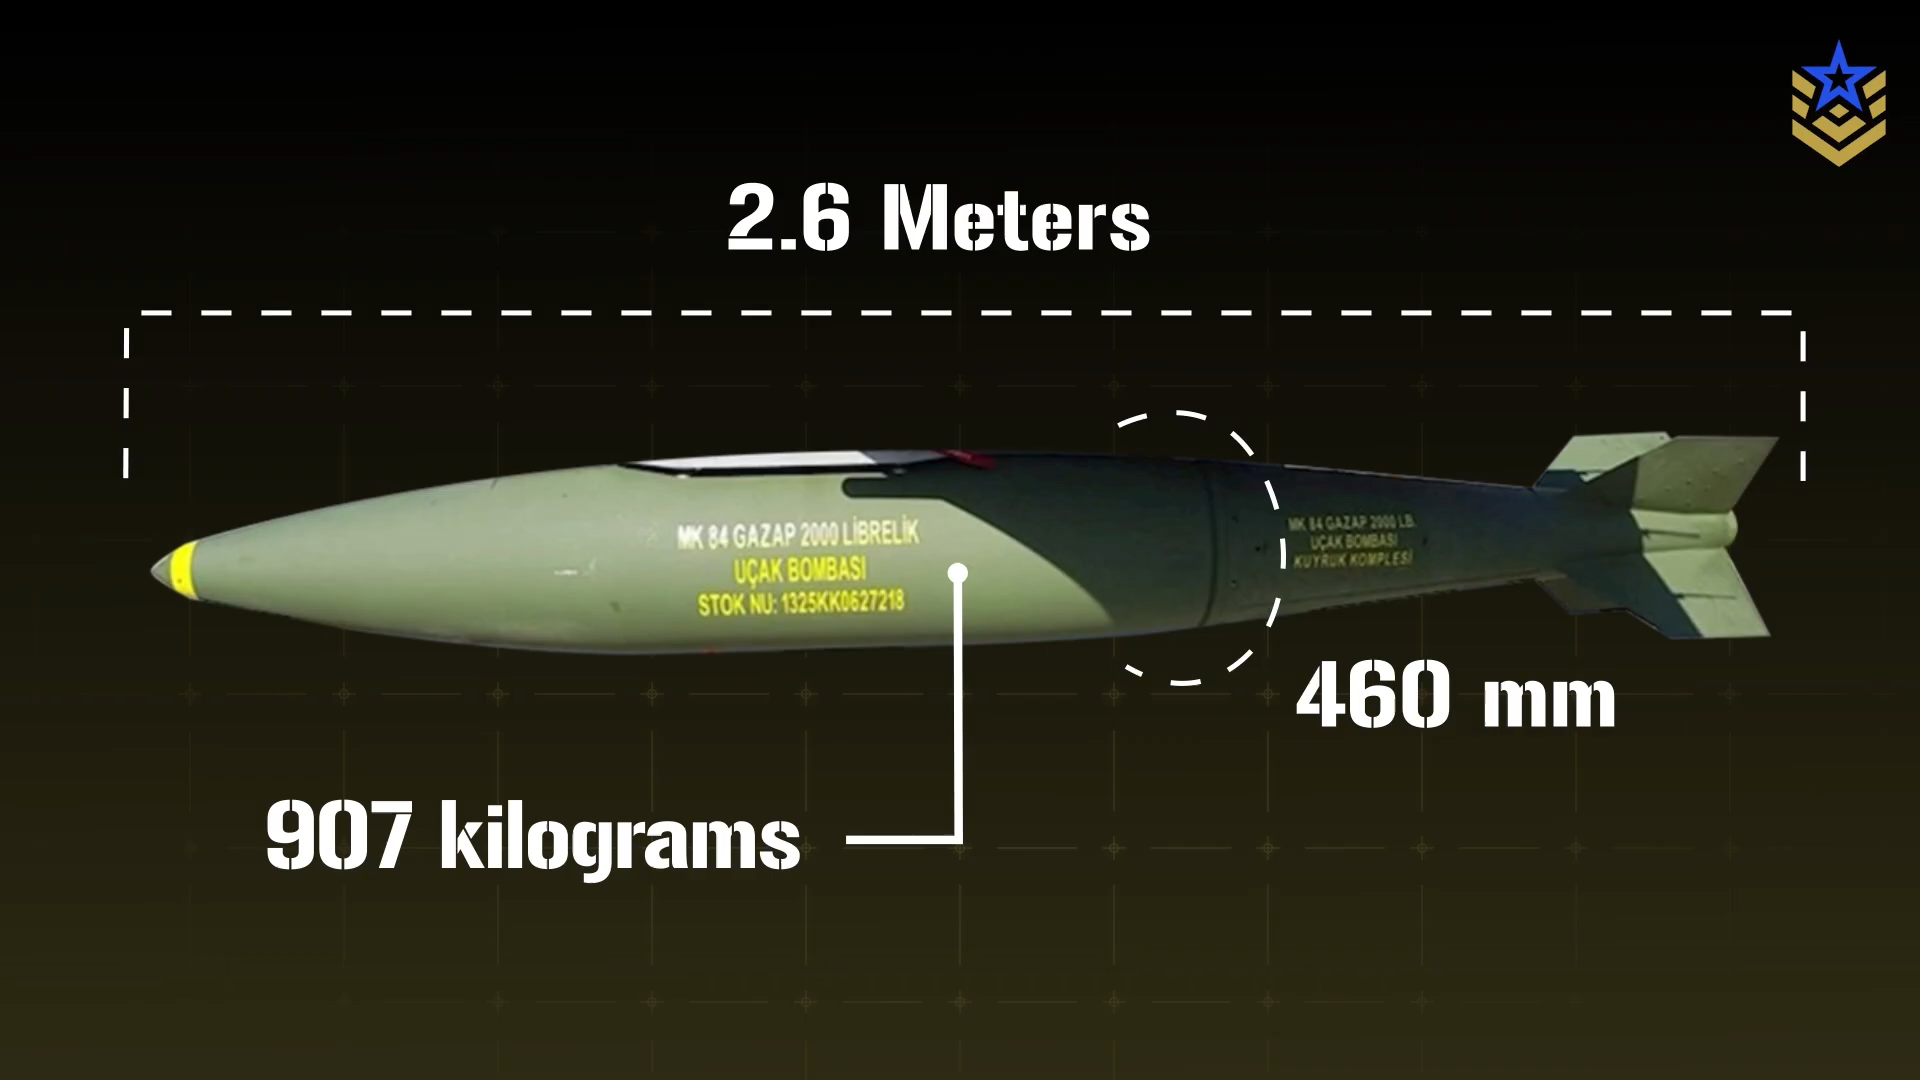 2.6 Meters
MK 84 GAZAP 2000 LİBRELİK
UÇAK BOMBASI
STOK NU: 1325KK0627218
MK 84 GAZAP 2000 LB.
UÇAK BOMBASI
KUYRUK KOMPLESİ
460 mm
907 kilograms